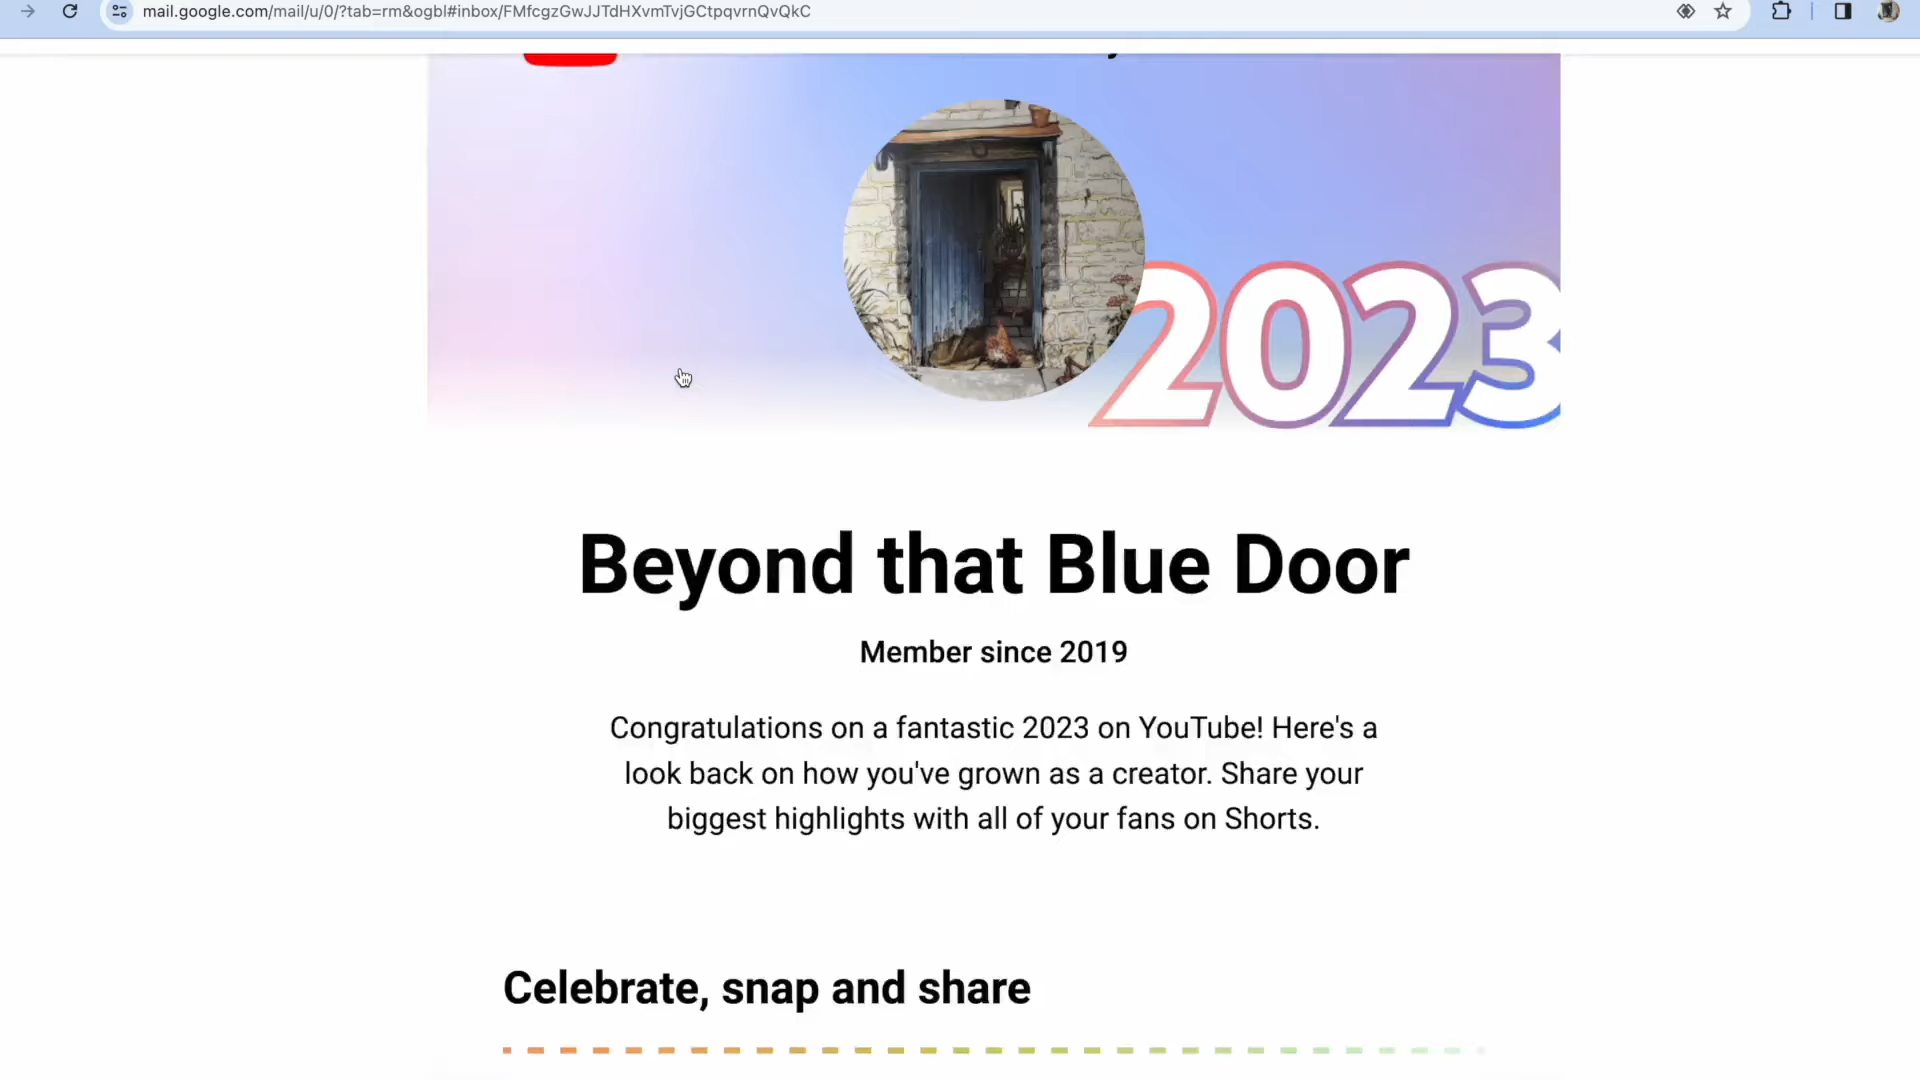 mail.google.com/mail/u/0/?tab=rm&ogbl#inbox/FMfcgzGwJJTdHXvmTvjGCtpqvrnQvQkC
2023
Beyond that Blue Door
Member since 2019
Congratulations on a fantastic 2023 on YouTube! Here's a
look back on how you've grown as a creator. Share your
biggest highlights with all of your fans on Shorts.
Celebrate, snap and share